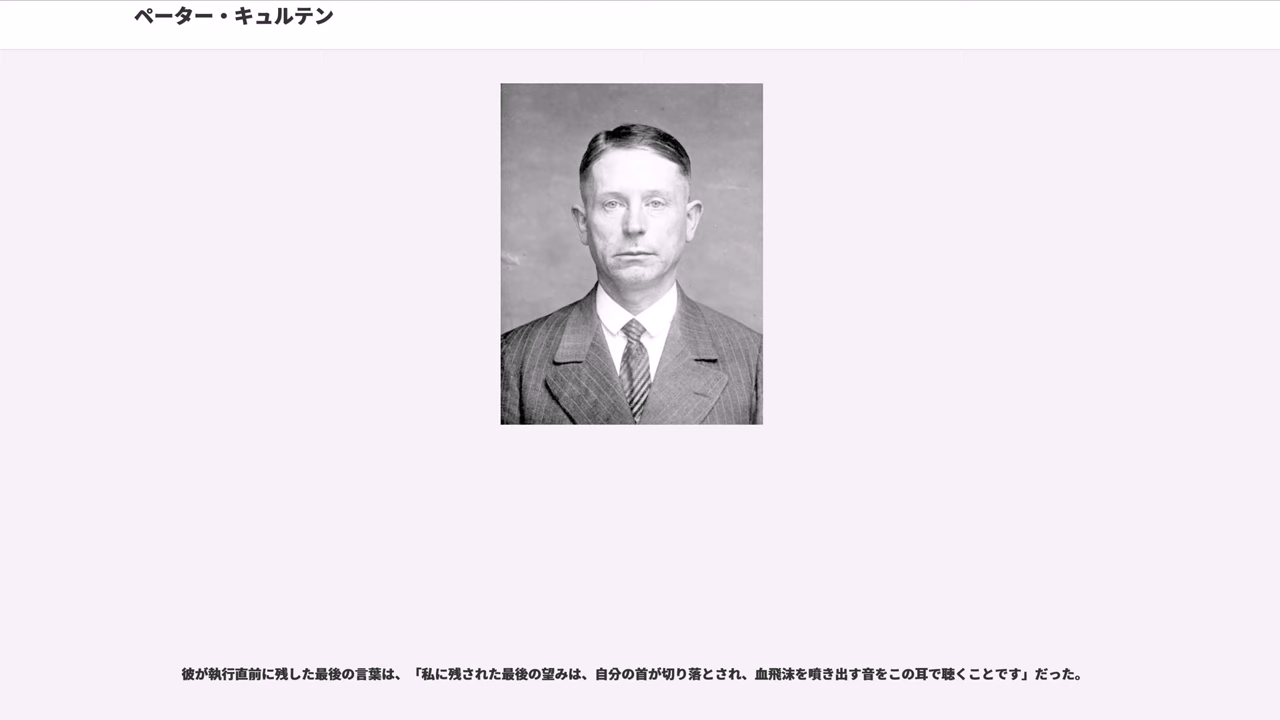 ペーター・キュルテン
彼が執行直前に残した最後の言葉は、「私に残された最後の望みは、自分の首が切り落とされ、血飛沫を噴き出す音をこの耳で聴くことです」だった。